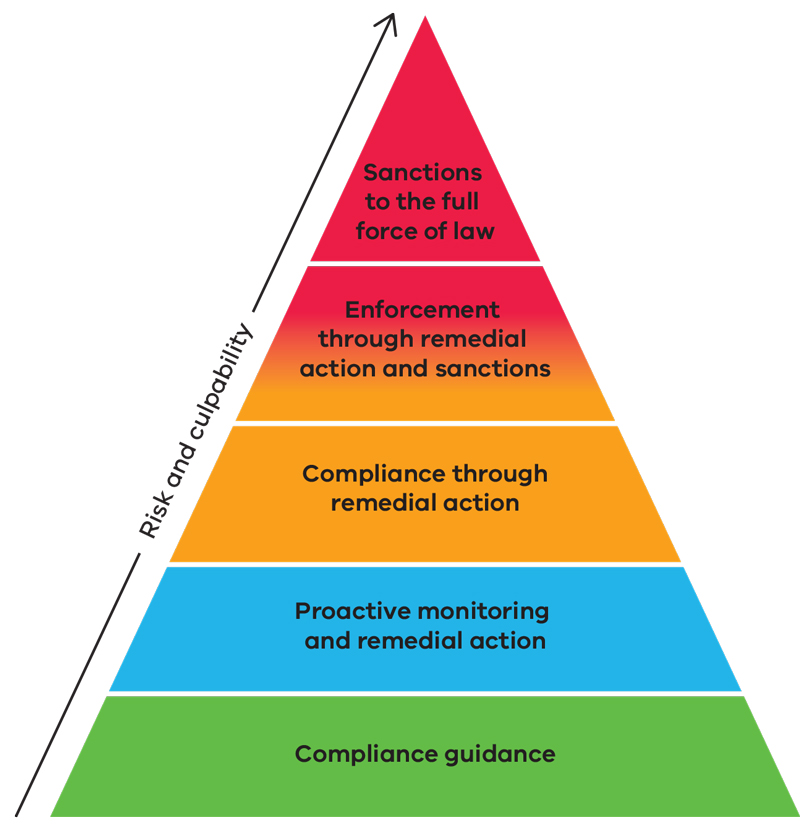 Sanctions
to the full
force of law
Enforcement
through remedial
action and sanctions
Risk and culpability
Compliance through
remedial action
Proactive monitoring
and remedial action
Compliance guidance